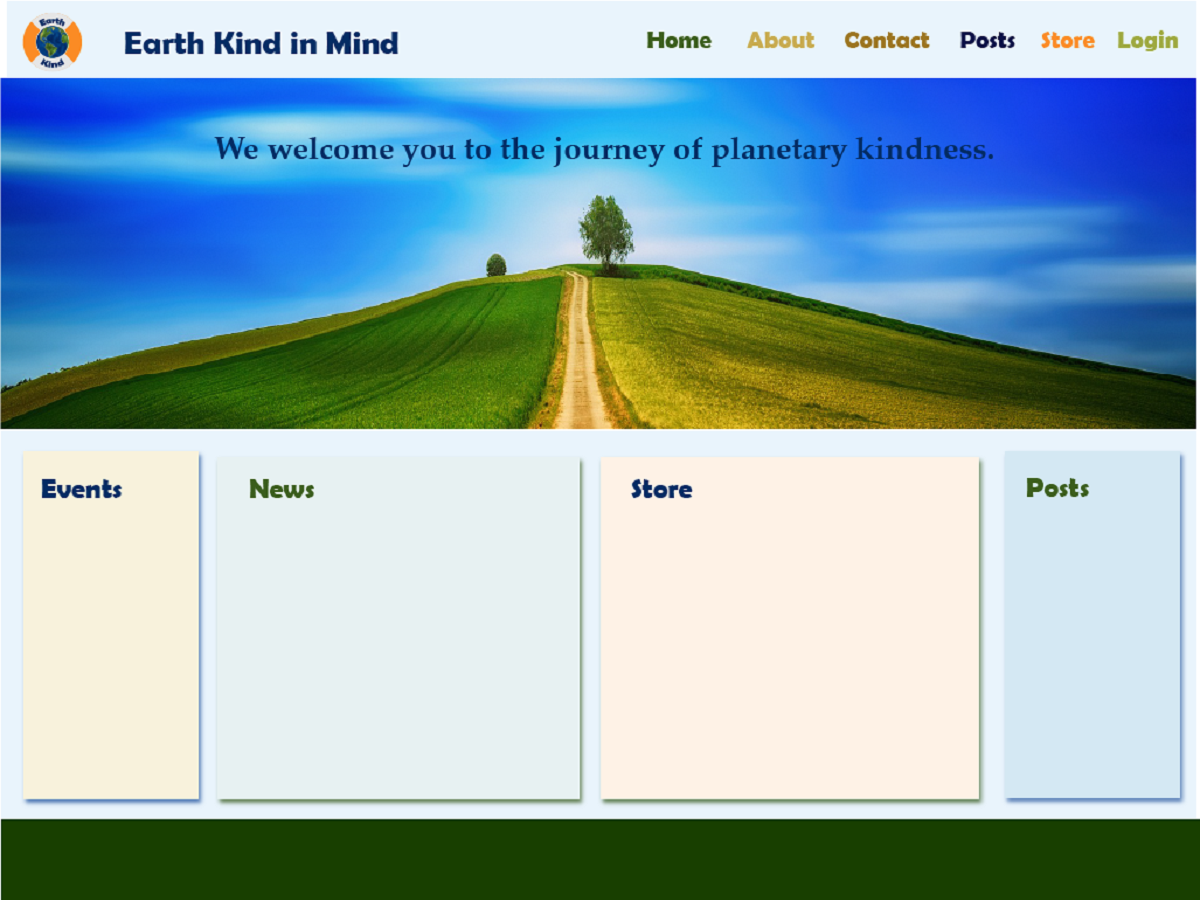 Earth
Kind
Earth Kind in Mind
Home About Contact Posts Store Login
We welcome you to the journey of planetary kindness.
Events
News
Store
Posts